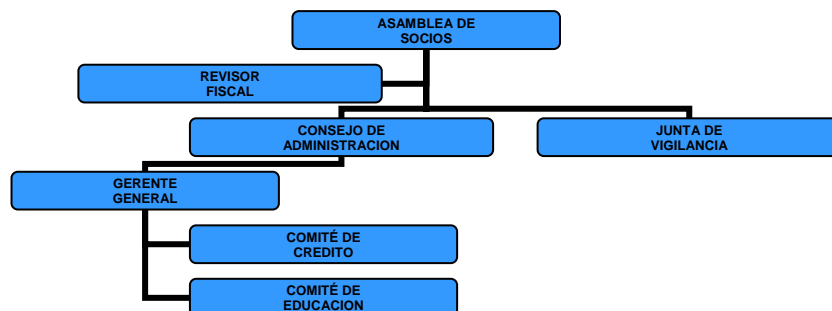 ASAMBLEA DE
SOCIOS
REVISOR
FISCAL
CONSEJO DE
ADMINISTRACION
JUNTA DE
VIGILANCIA
GERENTE
GENERAL
COMITÉ DE
CREDITO
COMITÉ DE
EDUCACION